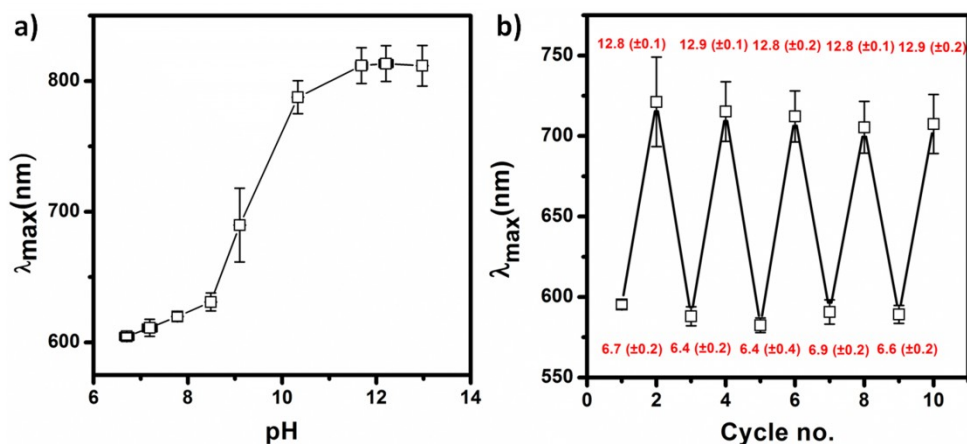 a)
800
700
600
λmax(nm)
6 8 10 12 14
pH
b)
12.8 (±0.1) 12.9 (±0.1) 12.8 (±0.2) 12.8 (±0.1) 12.9 (±0.2)
750
700
650
600
550
λmax(nm)
6.7 (±0.2) 6.4 (±0.2) 6.4 (±0.4) 6.9 (±0.2) 6.6 (±0.2)
0 2 4 6 8 10
Cycle no.